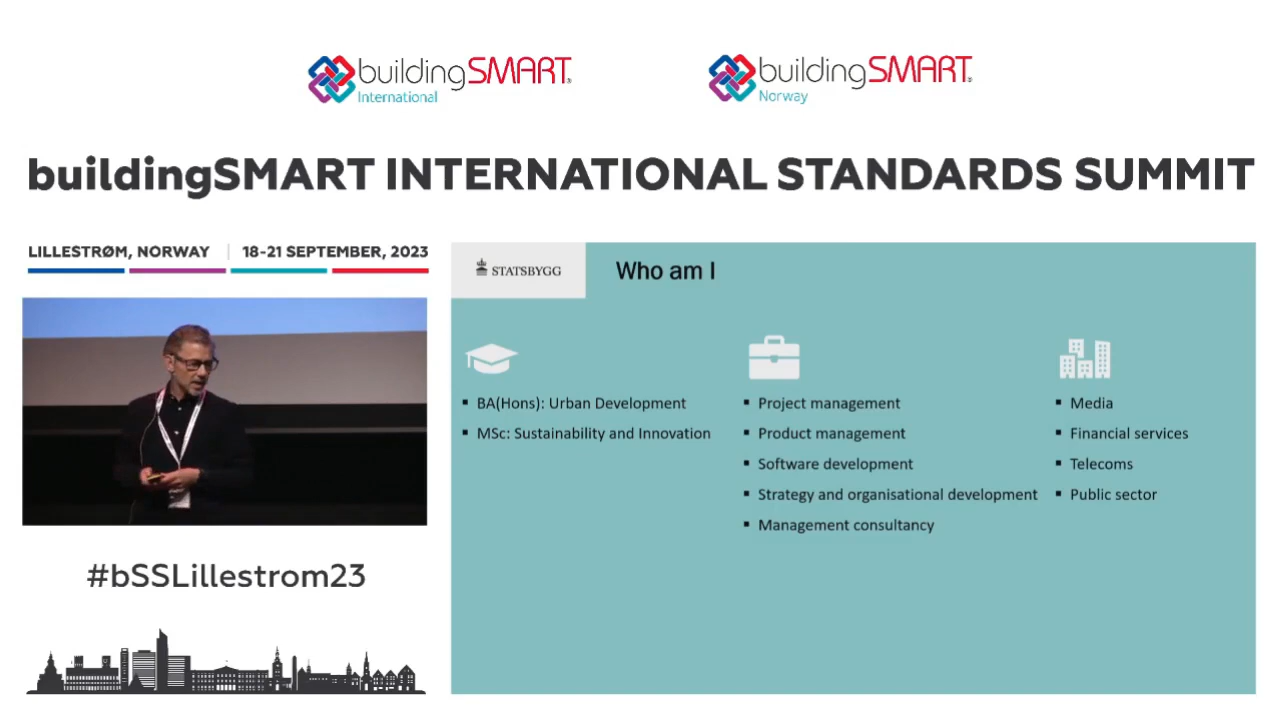 buildingSMART®
International
buildingSMART®
Norway
buildingSMART INTERNATIONAL STANDARDS SUMMIT
LILLESTRØM, NORWAY | 18-21 SEPTEMBER, 2023
STATSBYGG
Who am I
▪ BA(Hons): Urban Development
▪ MSc: Sustainability and Innovation
▪ Project management
▪ Product management
▪ Software development
▪ Strategy and organisational development
▪ Management consultancy
▪ Media
▪ Financial services
▪ Telecoms
▪ Public sector
#bSSLillestrom23